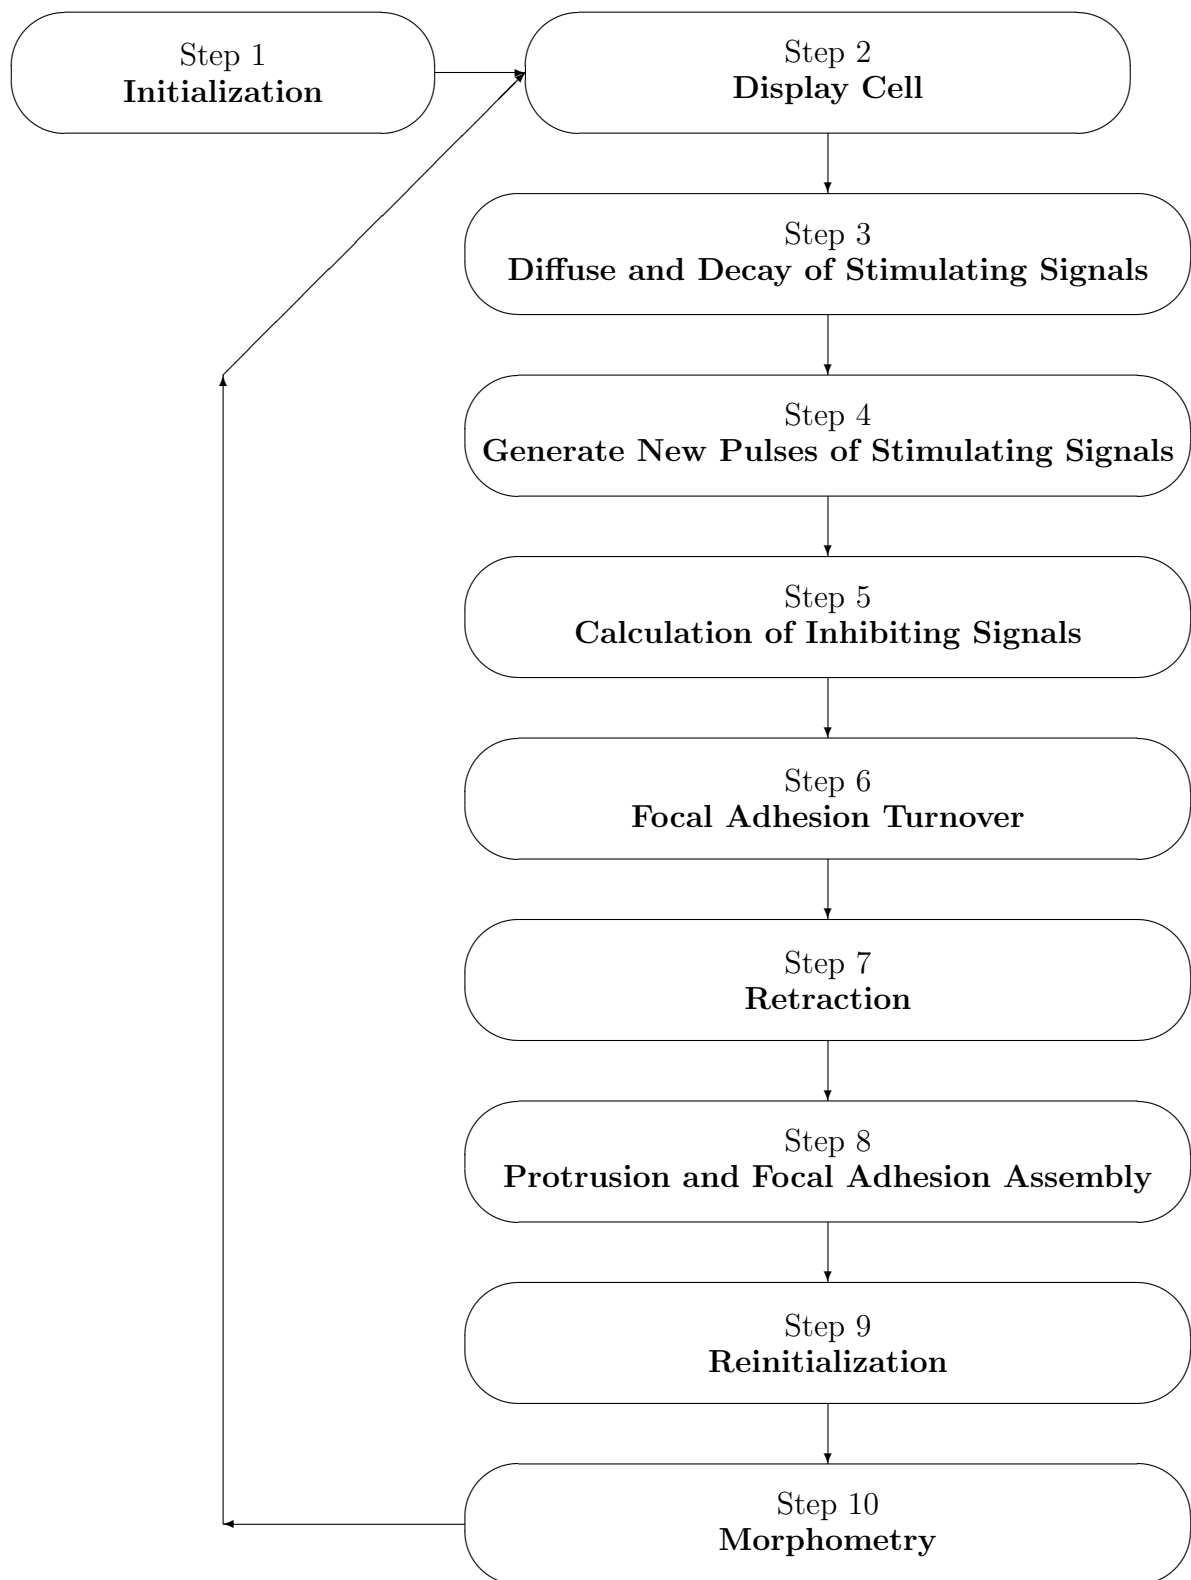 Step 1
Initialization
Step 2
Display Cell
Step 3
Diffuse and Decay of Stimulating Signals
Step 4
Generate New Pulses of Stimulating Signals
Step 5
Calculation of Inhibiting Signals
Step 6
Focal Adhesion Turnover
Step 7
Retraction
Step 8
Protrusion and Focal Adhesion Assembly
Step 9
Reinitialization
Step 10
Morphometry